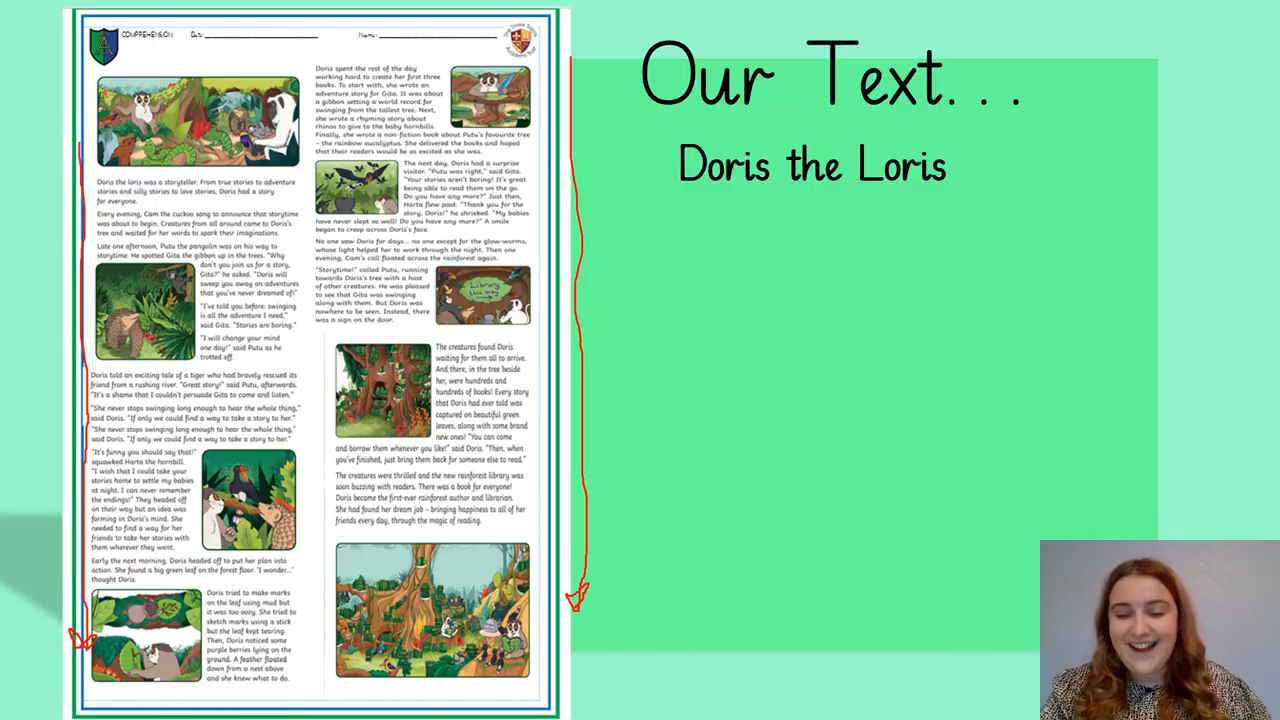 COMPREHENSION Date: Name:
Doris the loris was a storyteller. From true stories to adventure
stories and silly stories to love stories, Doris had a story
for everyone.
Every evening, Cam the cuckoo sang to announce that storytime
was about to begin. Creatures from all around came to Doris's
tree and waited for her words to spark their imaginations.
Late one afternoon, Putu the pangolin was on his way to
storytime. He spotted Gita the gibbon up in the trees. "Why
don't you join us for a story,
Gita?" he asked. "Doris will
sweep you away on adventures
that you've never dreamed of!"
"I've told you before: swinging
is all the adventure I need,"
said Gita. "Stories are boring."
"I will change your mind
one day!" said Putu as he
trotted off.
Doris told an exciting tale of a tiger who had bravely rescued its
friend from a rushing river. "Great story!" said Putu, afterwards.
"It's a shame that I couldn't persuade Gita to come and listen."
"She never stops swinging long enough to hear the whole thing,"
said Doris. "If only we could find a way to take a story to her."
"She never stops swinging long enough to hear the whole thing,"
said Doris. "If only we could find a way to take a story to her."
"It's funny you should say that!"
squawked Harta the hornbill.
"I wish that I could take your
stories home to settle my babies
at night. I can never remember
the endings!" They headed off
on their way but an idea was
forming in Doris's mind. She
needed to find a way for her
friends to take her stories with
them wherever they went.
Early the next morning, Doris headed off to put her plan into
action. She found a big green leaf on the forest floor. 'I wonder...'
thought Doris.
Doris tried to make marks
on the leaf using mud but
it was too oozy. She tried to
sketch marks using a stick
but the leaf kept tearing.
Then, Doris noticed some
purple berries lying on the
ground. A feather floated
down from a nest above
and she knew what to do.
Doris spent the rest of the day
working hard to create her first three
books. To start with, she wrote an
adventure story for Gita. It was about
a gibbon setting a world record for
swinging from the tallest tree. Next,
she wrote a rhyming story about
rhinos to give to the baby hornbills.
Finally, she wrote a non-fiction book about Putu's favourite tree
– the rainbow eucalyptus. She delivered the books and hoped
that their readers would be as excited as she was.
The next day, Doris had a surprise
visitor. "Putu was right," said Gita.
"Your stories aren't boring! It's great
being able to read them on the go.
Do you have any more?" Just then,
Harta flew past. "Thank you for the
story, Doris!" he shrieked. "My babies
have never slept so well! Do you have any more?" A smile
began to creep across Doris's face.
No one saw Doris for days... no one except for the glow-worms,
whose light helped her to work through the night. Then one
evening, Cam's call floated across the rainforest again.
"Storytime!" called Putu, running
towards Doris's tree with a host
of other creatures. He was pleased
to see that Gita was swinging
along with them. But Doris was
nowhere to be seen. Instead, there
was a sign on the door.
Library
this way
The creatures found Doris
waiting for them all to arrive.
And there, in the tree beside
her, were hundreds and
hundreds of books! Every story
that Doris had ever told was
captured on beautiful green
leaves, along with some brand
new ones! "You can come
and borrow them whenever you like!" said Doris. "Then, when
you've finished, just bring them back for someone else to read."
The creatures were thrilled and the new rainforest library was
soon buzzing with readers. There was a book for everyone!
Doris became the first-ever rainforest author and librarian.
She had found her dream job – bringing happiness to all of her
friends every day, through the magic of reading.
Our Text...
Doris the Loris